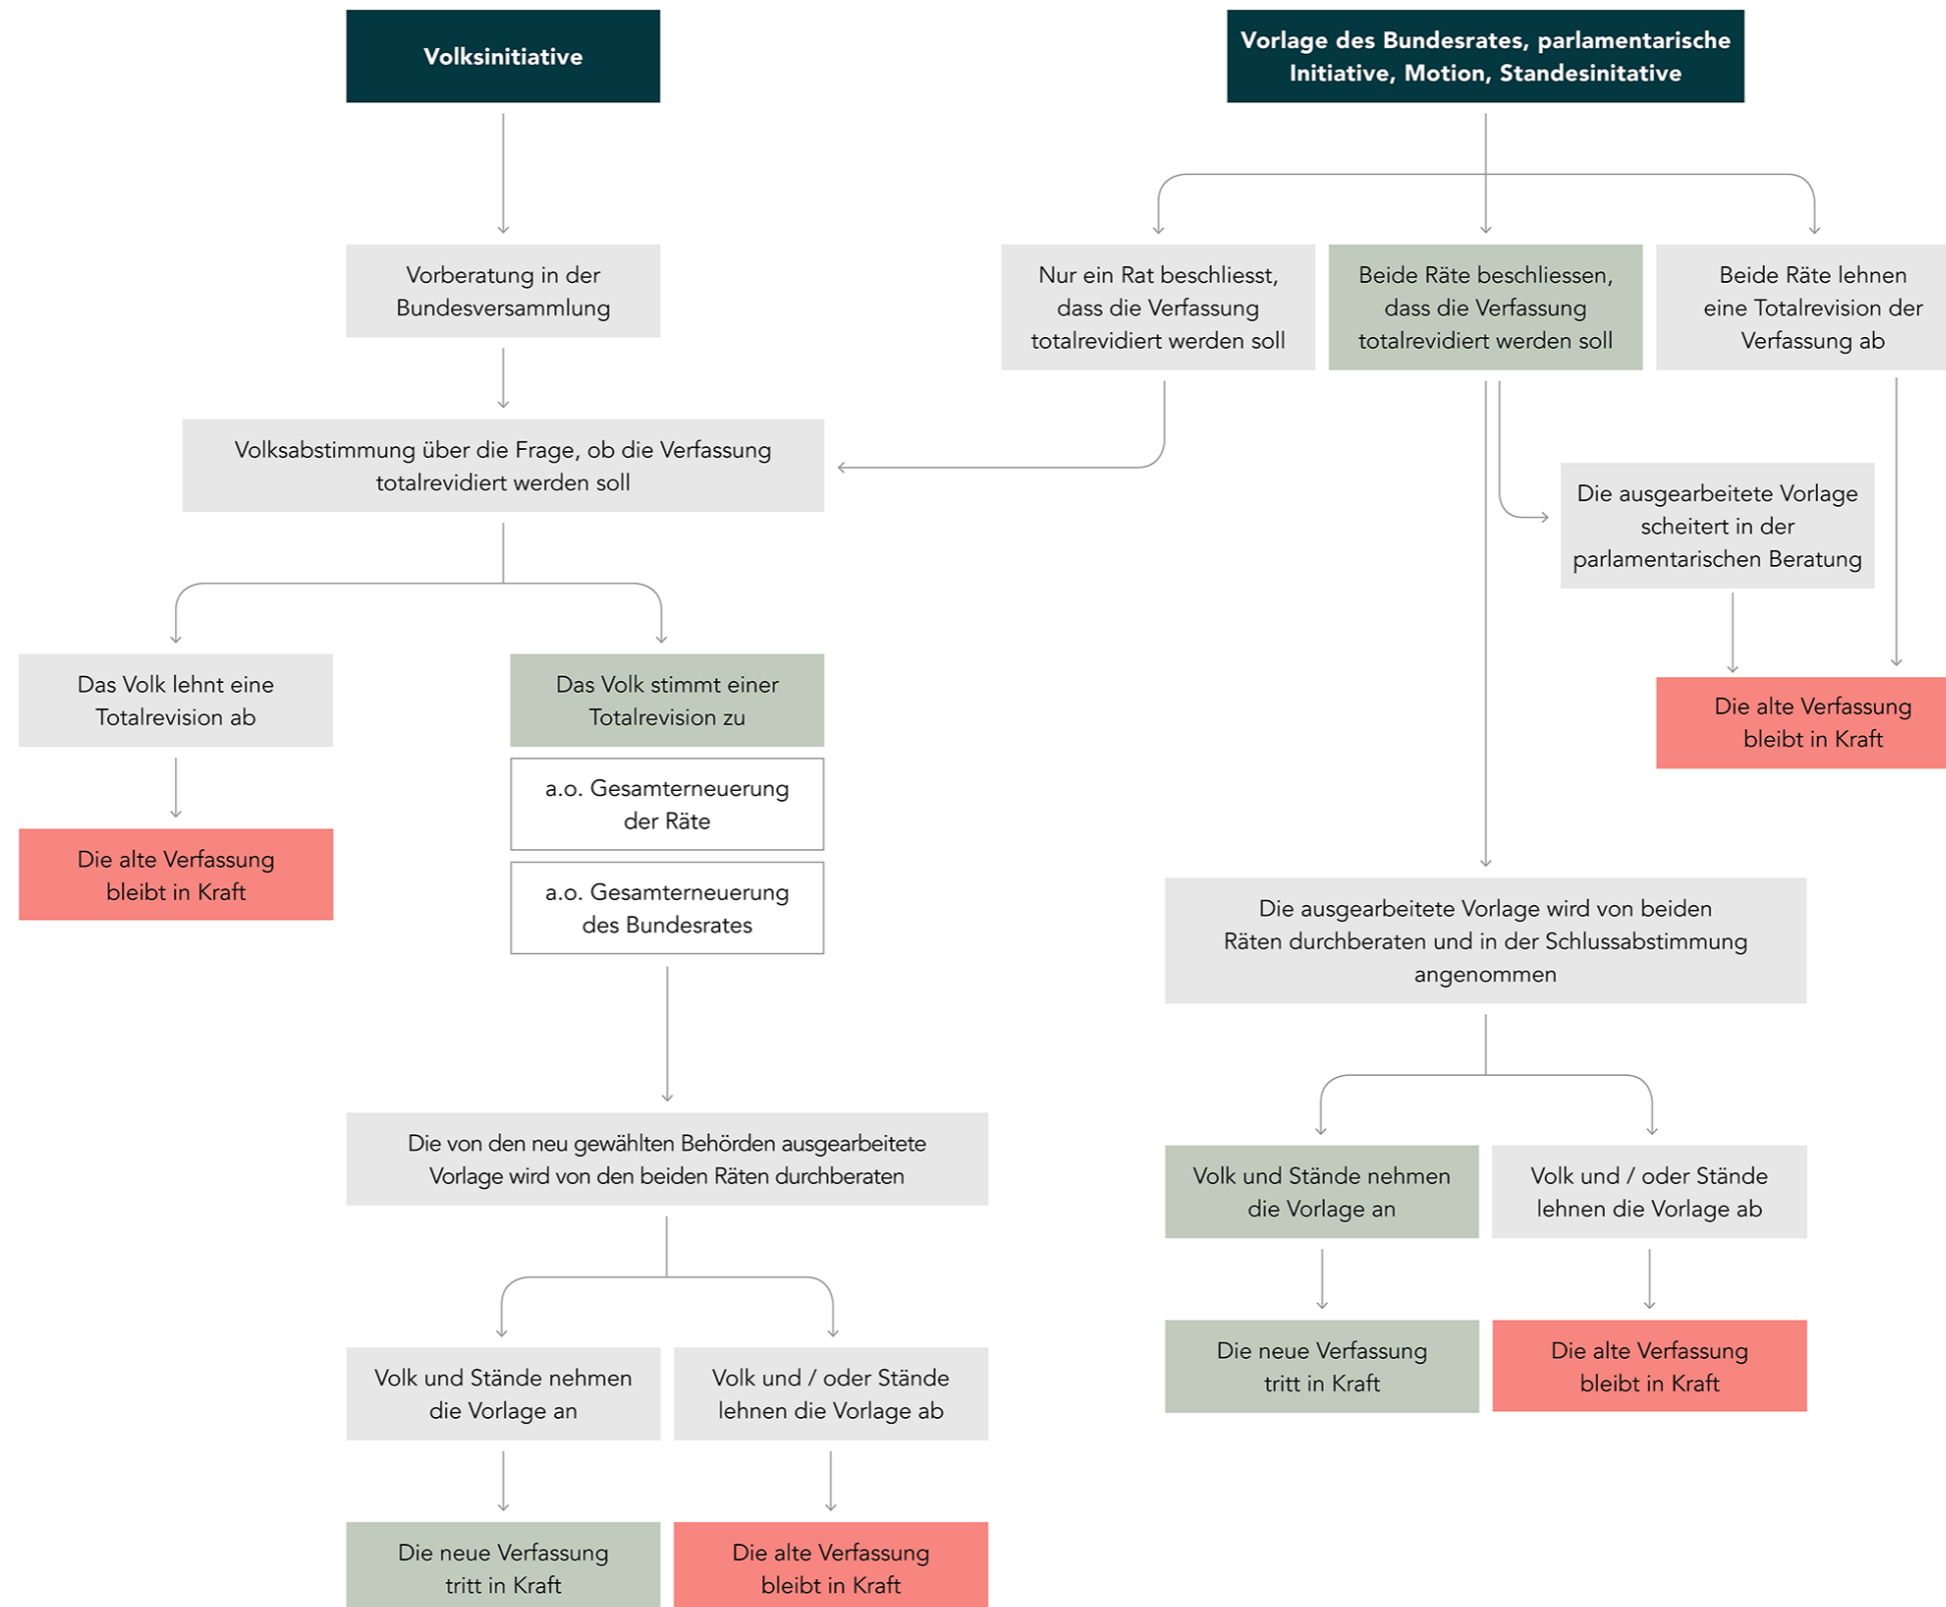 Volksinitiative
Vorlage des Bundesrates, parlamentarische
Initiative, Motion, Standesinitative
Vorberatung in der
Bundesversammlung
Nur ein Rat beschliesst,
dass die Verfassung
totalrevidiert werden soll
Beide Räte beschliessen,
dass die Verfassung
totalrevidiert werden soll
Beide Räte lehnen
eine Totalrevision der
Verfassung ab
Volksabstimmung über die Frage, ob die Verfassung
totalrevidiert werden soll
Die ausgearbeitete Vorlage
scheitert in der
parlamentarischen Beratung
Das Volk lehnt eine
Totalrevision ab
Das Volk stimmt einer
Totalrevision zu
Die alte Verfassung
bleibt in Kraft
a.o. Gesamterneuerung
der Räte
Die alte Verfassung
bleibt in Kraft
a.o. Gesamterneuerung
des Bundesrates
Die ausgearbeitete Vorlage wird von beiden
Räten durchberaten und in der Schlussabstimmung
angenommen
Die von den neu gewählten Behörden ausgearbeitete
Vorlage wird von den beiden Räten durchberaten
Volk und Stände nehmen
die Vorlage an
Volk und / oder Stände
lehnen die Vorlage ab
Die neue Verfassung
tritt in Kraft
Die alte Verfassung
bleibt in Kraft
Volk und Stände nehmen
die Vorlage an
Volk und / oder Stände
lehnen die Vorlage ab
Die neue Verfassung
tritt in Kraft
Die alte Verfassung
bleibt in Kraft